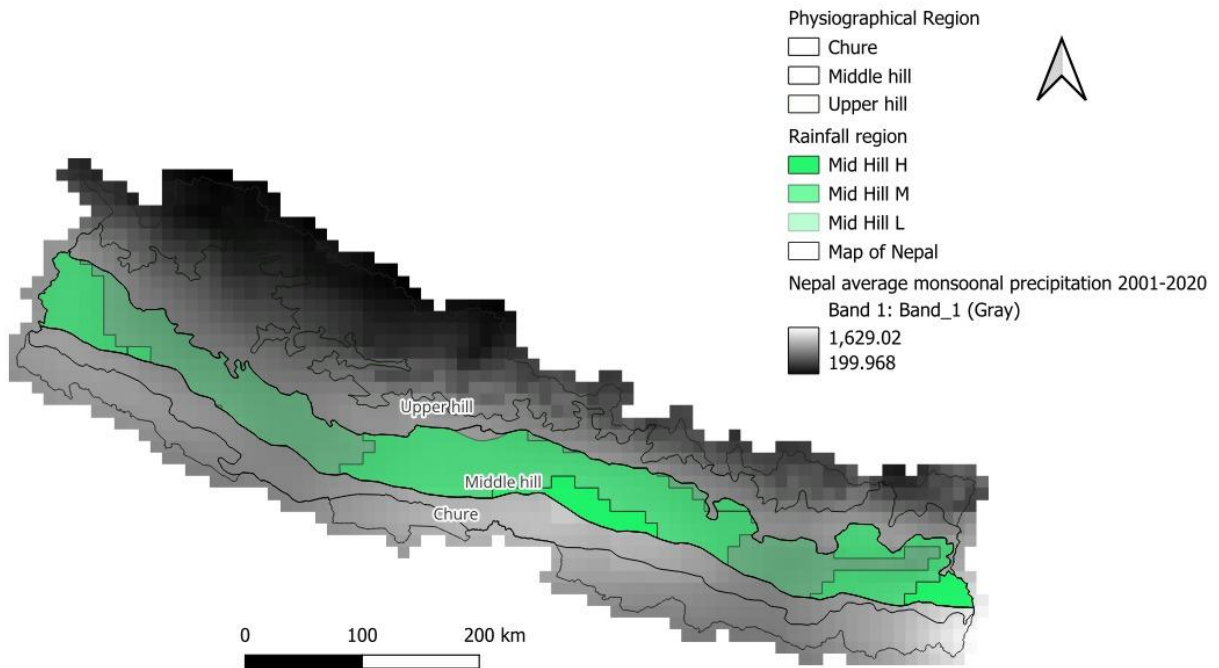 Physiographical Region
Chure
Middle hill
Upper hill
Rainfall region
Mid Hill H
Mid Hill M
Mid Hill L
Map of Nepal
Nepal average monsoonal precipitation 2001-2020
Band 1: Band_1 (Gray)
1,629.02
199.968
Upper hill
Middle hill
Chure
0 100 200 km